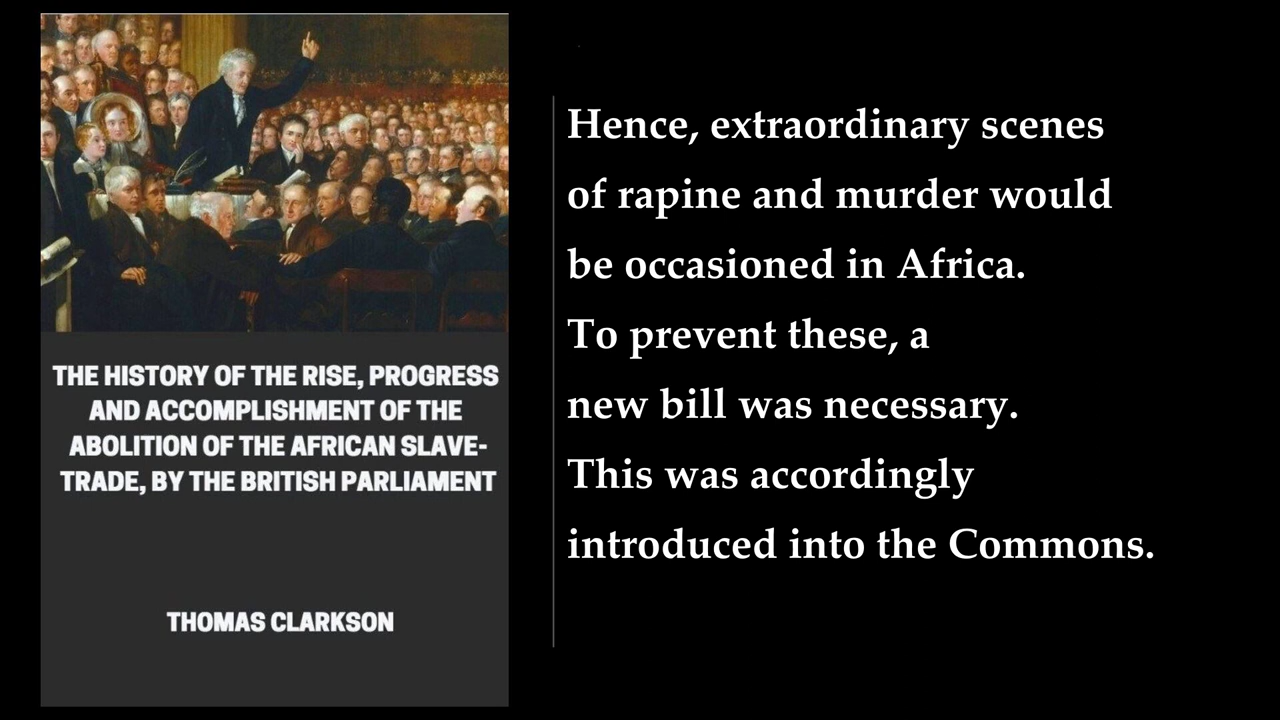 THE HISTORY OF THE RISE, PROGRESS
AND ACCOMPLISHMENT OF THE
ABOLITION OF THE AFRICAN SLAVE-
TRADE, BY THE BRITISH PARLIAMENT
THOMAS CLARKSON
Hence, extraordinary scenes
of rapine and murder would
be occasioned in Africa.
To prevent these, a
new bill was necessary.
This was accordingly
introduced into the Commons.